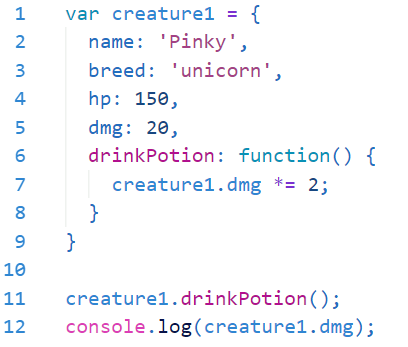 1 var creature1 = {
2   name: 'Pinky',
3   breed: 'unicorn',
4   hp: 150,
5   dmg: 20,
6   drinkPotion: function() {
7     creature1.dmg *= 2;
8   }
9 }
10
11 creature1.drinkPotion();
12 console.log(creature1.dmg);